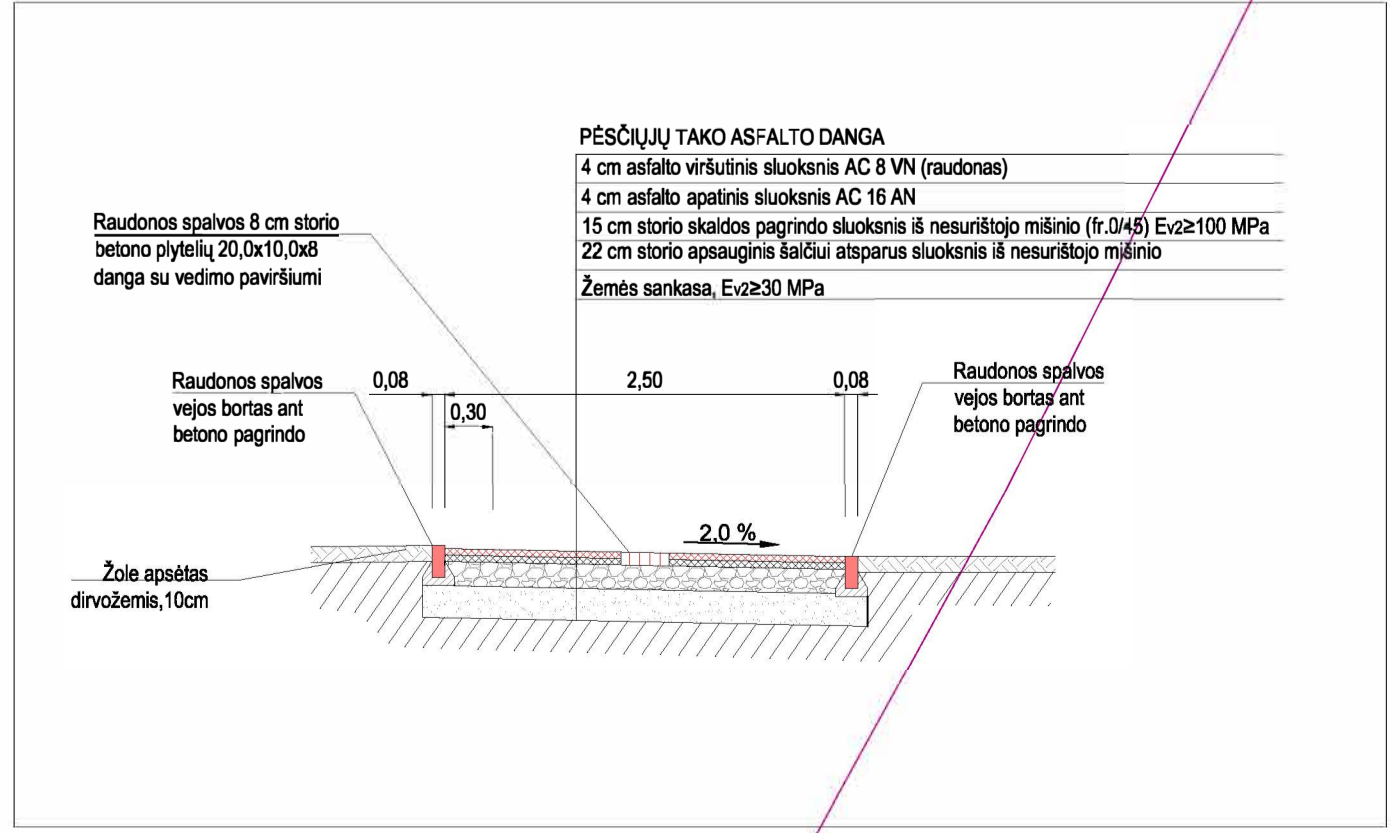 PĖSČIŲJŲ TAKO ASFALTO DANGA
4 cm asfalto viršutinis sluoksnis AC 8 VN (raudonas)
4 cm asfalto apatinis sluoksnis AC 16 AN
15 cm storio skaldos pagrindo sluoksnis iš nesurištojo mišinio (fr.0/45) Ev2≥100 MPa
22 cm storio apsauginis šalčiui atsparus sluoksnis iš nesurištojo mišinio
Žemės sankasa, Ev2≥30 MPa
Raudonos spalvos 8 cm storio
betono plytelių 20,0x10,0x8
danga su vedimo paviršiumi
Raudonos spalvos
vejos bortas ant
betono pagrindo
0,08
0,30
2,50
0,08
Raudonos spalvos
vejos bortas ant
betono pagrindo
2,0 %
Žole apsėtas
dirvožemis,10cm